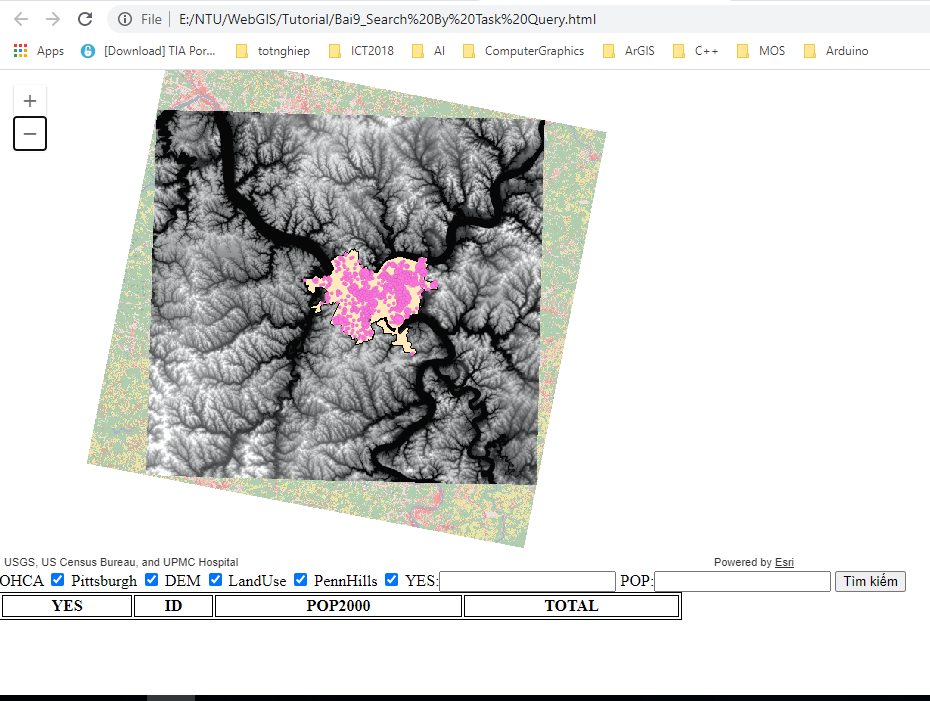 File | E:/NTU/WebGIS/Tutorial/Bai9_Search%20By%20Task%20Query.html
Apps [Download] TIA Por... totnghiep ICT2018 AI ComputerGraphics ArGIS C++ MOS Arduino
+
−
USGS, US Census Bureau, and UPMC Hospital Powered by Esri
OHCA Pittsburgh DEM LandUse PennHills YES: POP: Tìm kiếm
YES ID POP2000 TOTAL